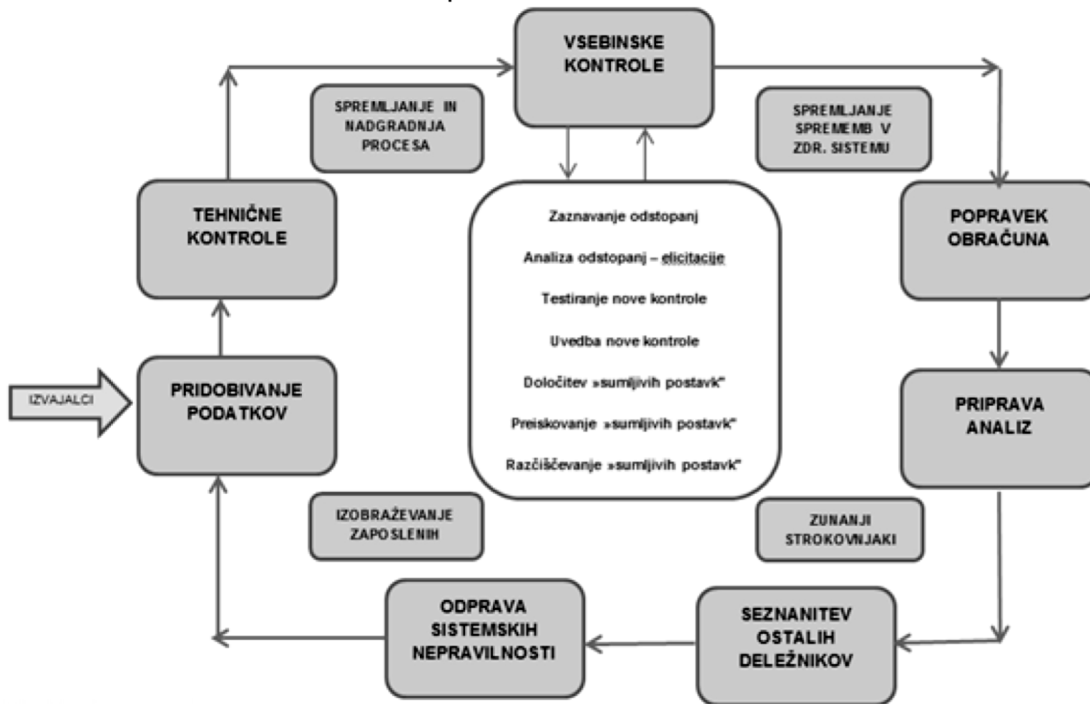 VSEBINSKE
KONTROLE
SPREMLJANJE IN
NADGRADNJA
PROCESA
SPREMLJANJE
SPREMEMB V
ZDR. SISTEMU
TEHNIČNE
KONTROLE
Zaznavanje odstopanj
Analiza odstopanj – elicitacije
Testiranje nove kontrole
Uvedba nove kontrole
Določitev »sumljivih postavk"
Preiskovanje »sumljivih postavk"
Razčiščevanje »sumljivih postavk"
POPRAVEK
OBRAČUNA
IZVAJALCI
PRIDOBIVANJE
PODATKOV
PRIPRAVA
ANALIZ
IZOBRAŽEVANJE
ZAPOSLENIH
ZUNANJI
STROKOVNJAKI
ODPRAVA
SISTEMSKIH
NEPRAVILNOSTI
SEZNANITEV
OSTALIH
DELEŽNIKOV